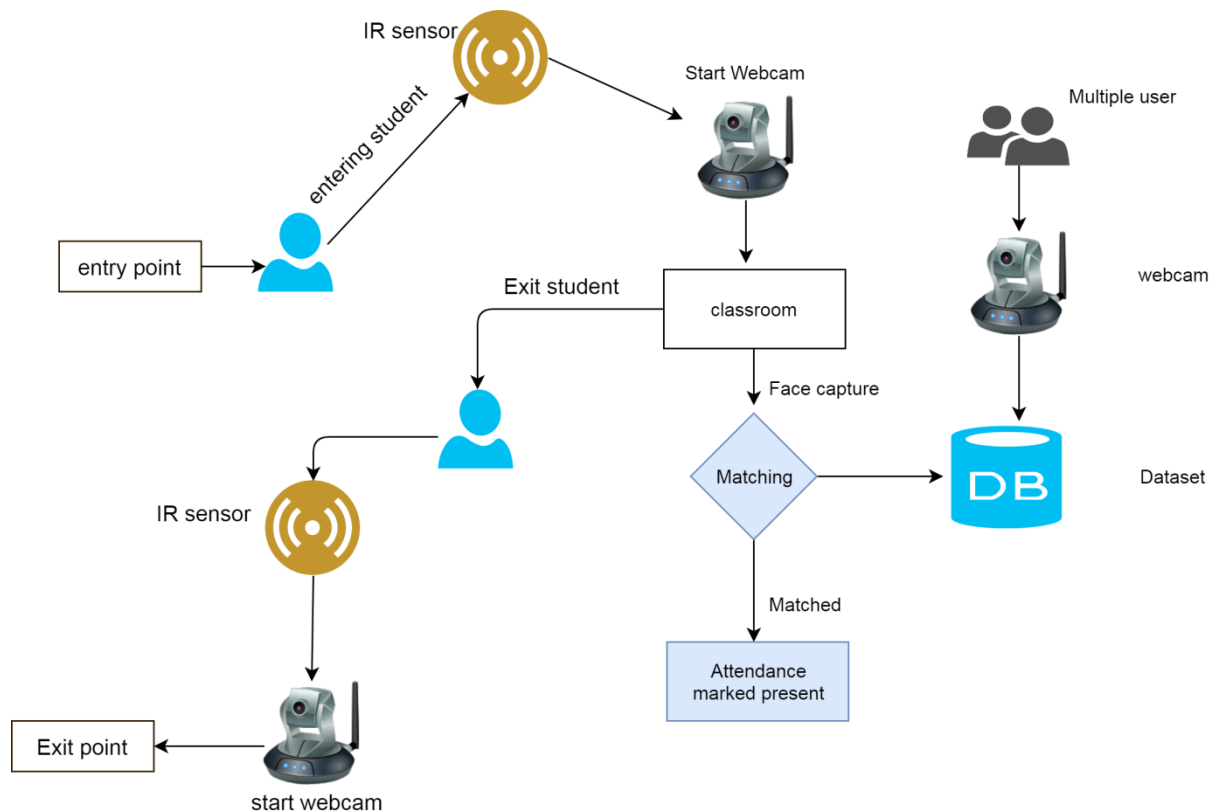 IR sensor
Start Webcam
Multiple user
entering student
entry point
webcam
Exit student
classroom
Face capture
Matching
DB
Dataset
IR sensor
Matched
Attendance
marked present
Exit point
start webcam